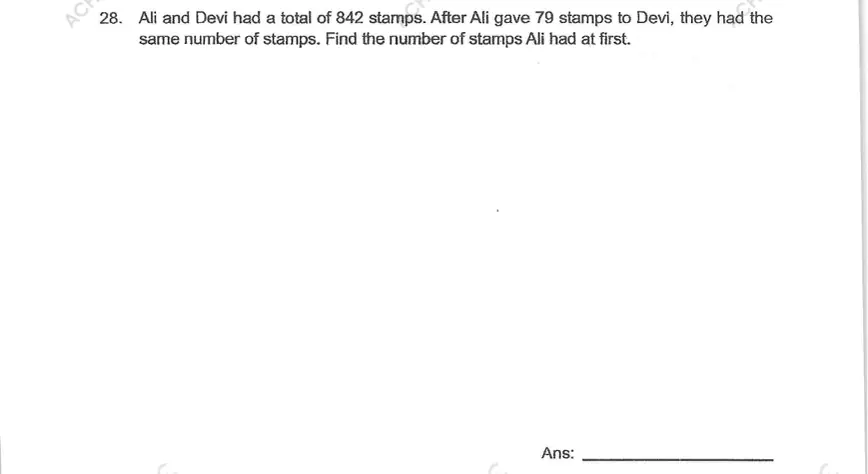 28. Ali and Devi had a total of 842 stamps. After Ali gave 79 stamps to Devi, they had the
same number of stamps. Find the number of stamps Ali had at first.
Ans: